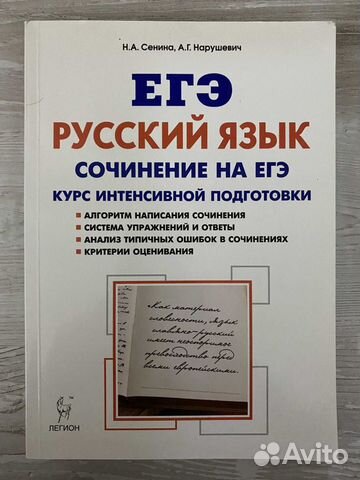 Н.А. Сенина, А.Г. Нарушевич
ЕГЭ
РУССКИЙ ЯЗЫК
СОЧИНЕНИЕ НА ЕГЭ
КУРС ИНТЕНСИВНОЙ ПОДГОТОВКИ
АЛГОРИТМ НАПИСАНИЯ СОЧИНЕНИЯ
СИСТЕМА УПРАЖНЕНИЙ И ОТВЕТЫ
АНАЛИЗ ТИПИЧНЫХ ОШИБОК В СОЧИНЕНИЯХ
КРИТЕРИИ ОЦЕНИВАНИЯ
«Как материал
словесности, язык
славяно-русский
имеет неоспоримое
превосходство пред
всеми европейскими.
ЛЕГИОН
Avito